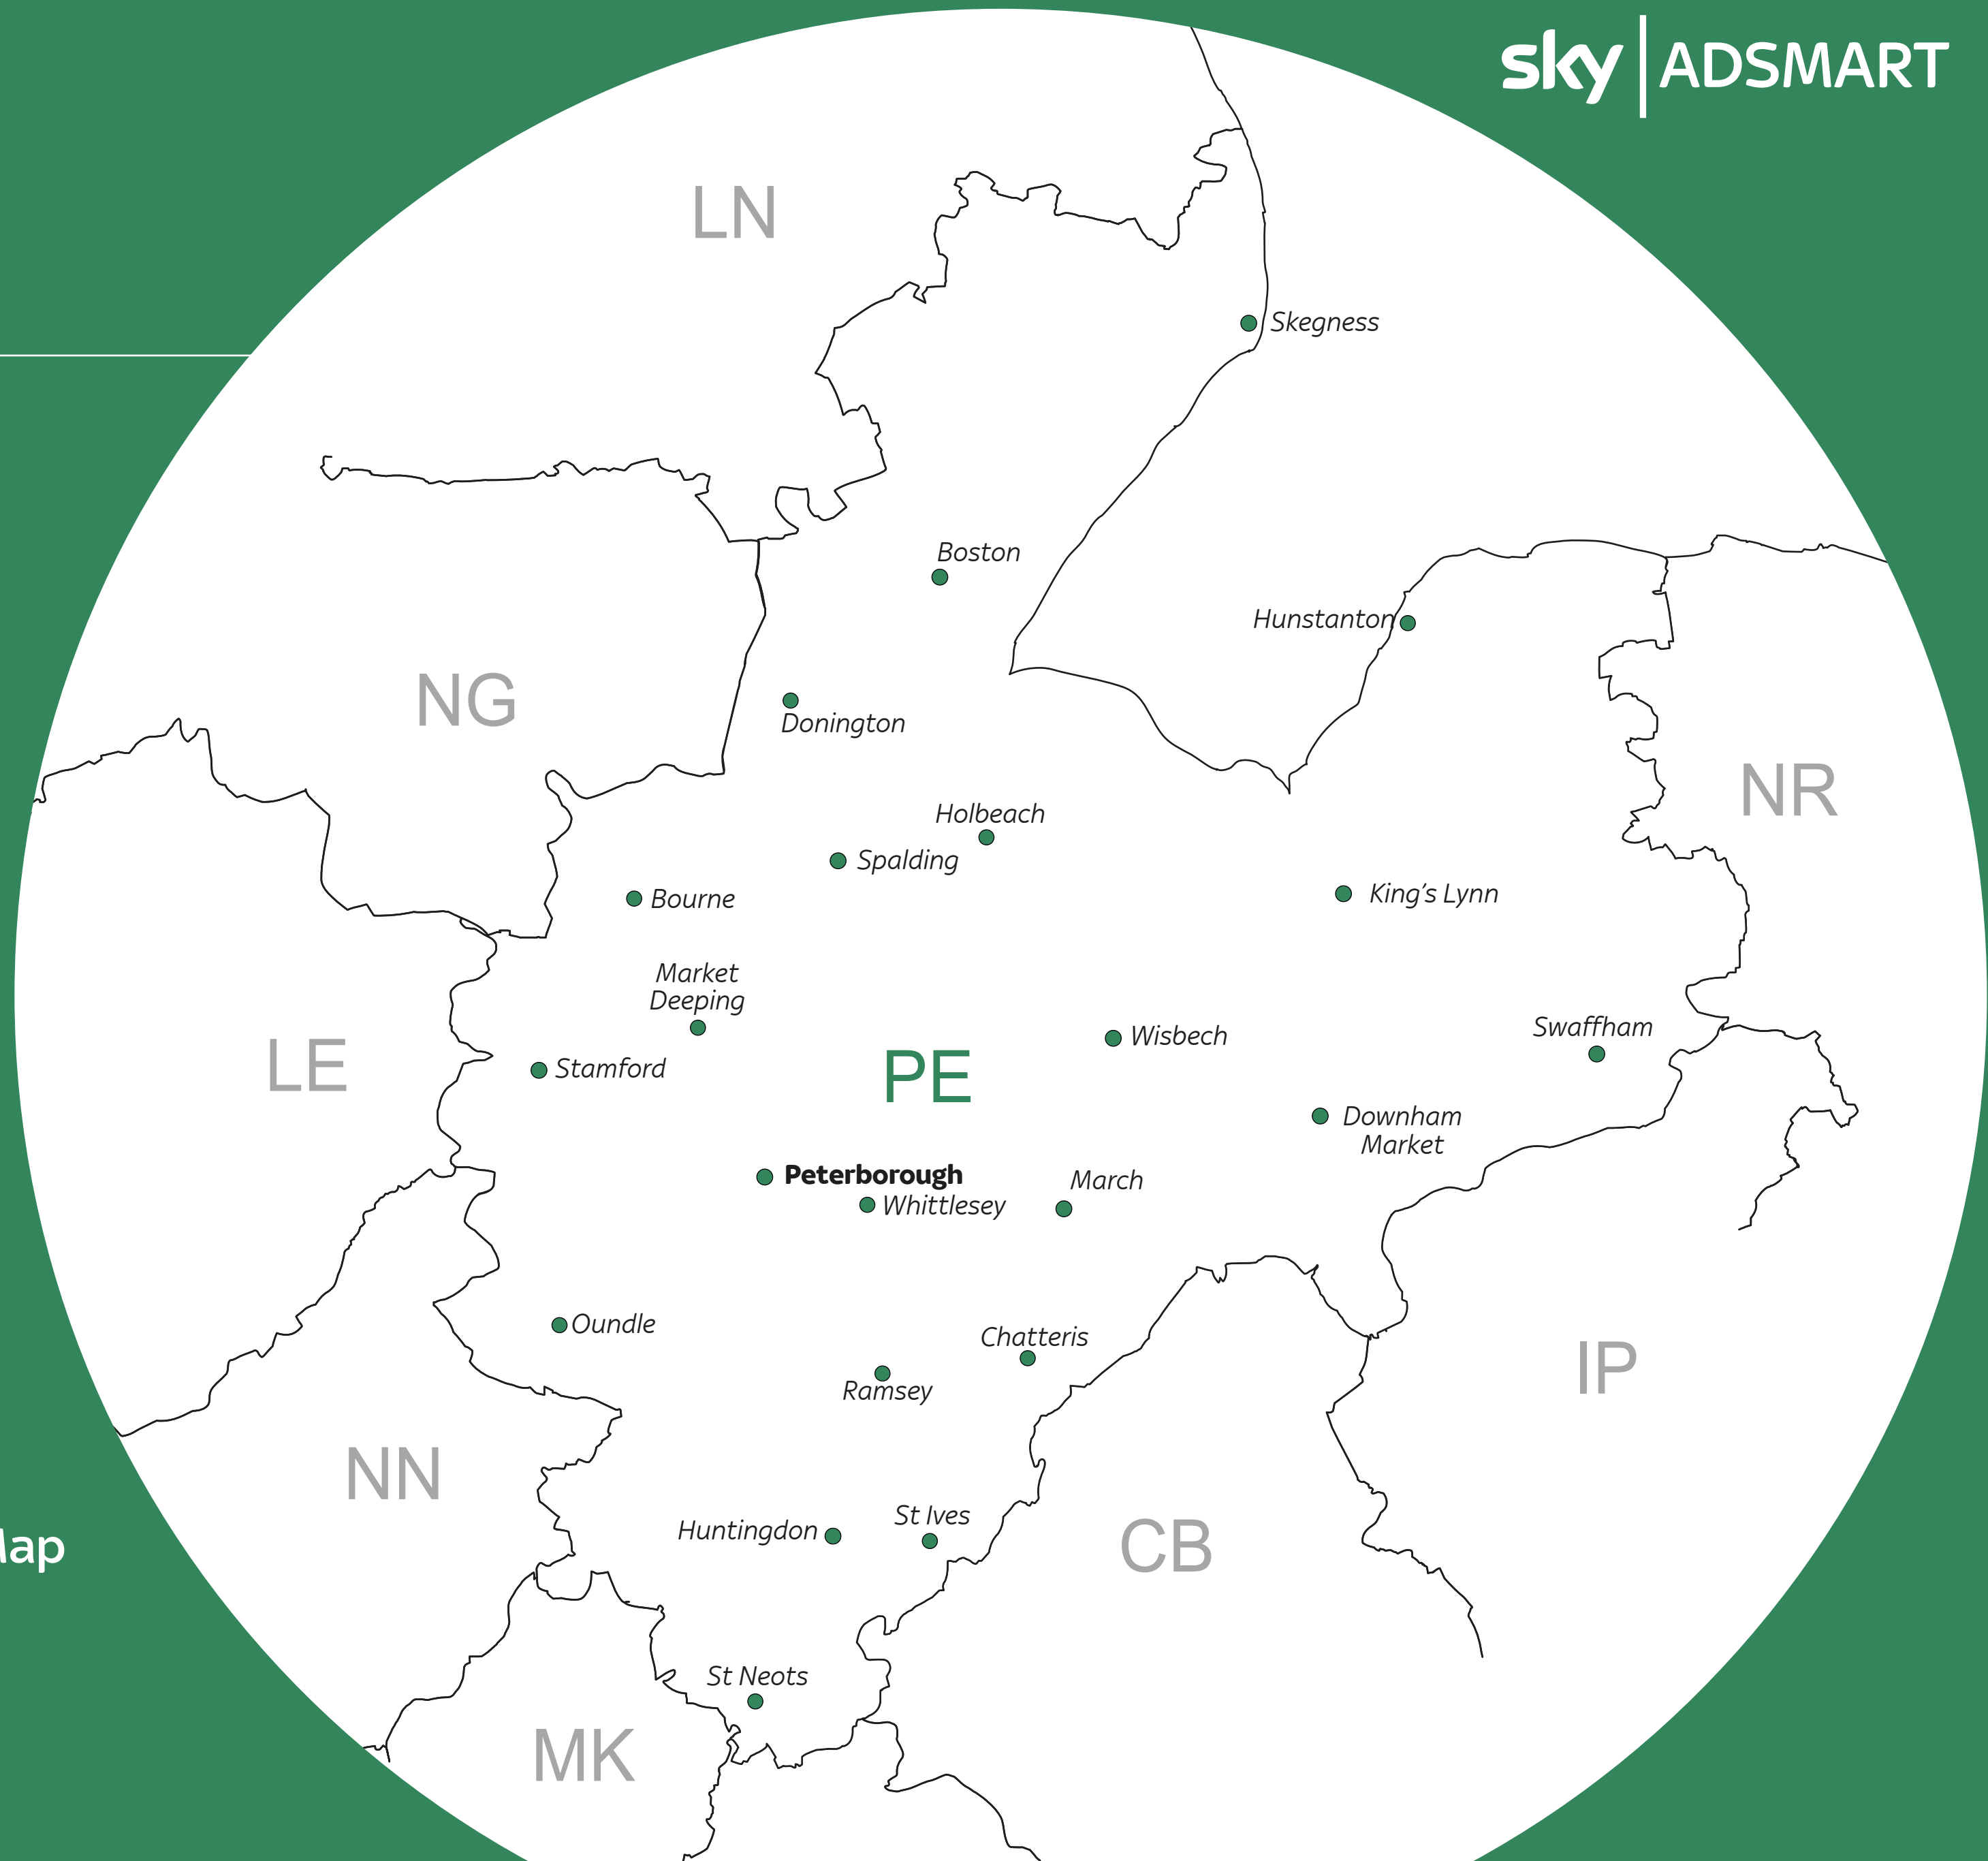 sky ADSMART
LN
Skegness
Boston
Hunstanton
NG
Donington
NR
Holbeach
Spalding
Bourne
King's Lynn
Market
Deeping
Swaffham
Wisbech
LE
Stamford
PE
Downham
Market
Peterborough
March
Whittlesey
Oundle
Chatteris
IP
Ramsey
NN
St Ives
Huntingdon
CB
St Neots
MK